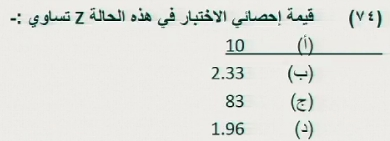 (٧٤) قيمة إحصائي الاختبار في هذه الحالة Z تساوي :-
(أ) 10
(ب) 2.33
(ج) 83
(د) 1.96